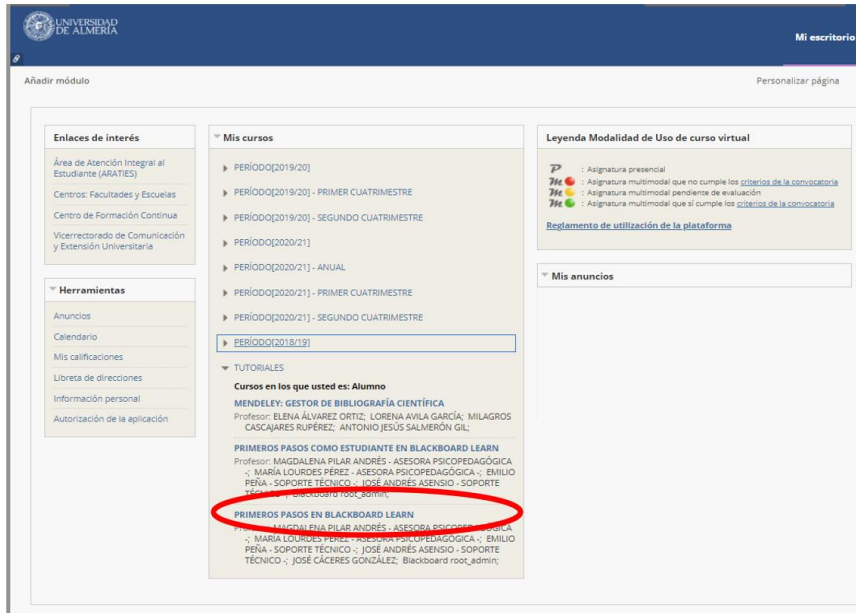 UNIVERSIDAD
DE ALMERÍA
Mi escritorio
Añadir módulo
Personalizar página
Enlaces de interés
Área de Atención Integral al
Estudiante (ARATIES)
Centros: Facultades y Escuelas
Centro de Formación Continua
Vicerrectorado de Comunicación
y Extensión Universitaria
Herramientas
Anuncios
Calendario
Mis calificaciones
Libreta de direcciones
Información personal
Autorización de la aplicación
Mis cursos
PERÍODO[2019/20]
PERÍODO[2019/20] - PRIMER CUATRIMESTRE
PERÍODO[2019/20] - SEGUNDO CUATRIMESTRE
PERÍODO[2020/21]
PERÍODO[2020/21] - ANUAL
PERÍODO[2020/21] - PRIMER CUATRIMESTRE
PERÍODO[2020/21] - SEGUNDO CUATRIMESTRE
PERÍODO[2018/19]
TUTORIALES
Cursos en los que usted es: Alumno
MENDELEY: GESTOR DE BIBLIOGRAFÍA CIENTÍFICA
Profesor: ELENA ÁLVAREZ ORTIZ; LORENA AVILA GARCÍA; MILAGROS
CASCAJARES RUPÉREZ; ANTONIO JESÚS SALMERÓN GIL;
PRIMEROS PASOS COMO ESTUDIANTE EN BLACKBOARD LEARN
Profesor: MAGDALENA PILAR ANDRÉS - ASESORA PSICOPEDAGÓGICA
-; MARÍA LOURDES PÉREZ - ASESORA PSICOPEDAGÓGICA -; EMILIO
PEÑA - SOPORTE TÉCNICO -; JOSÉ ANDRÉS ASENSIO - SOPORTE
TÉCNICO -; Blackboard root_admin;
PRIMEROS PASOS EN BLACKBOARD LEARN
MAGDALENA PILAR ANDRÉS - ASESORA PSICOPEDAGÓGICA
-; MARÍA LOURDES PÉREZ - ASESORA PSICOPEDAGÓGICA -; EMILIO
PEÑA - SOPORTE TÉCNICO -; JOSÉ ANDRÉS ASENSIO - SOPORTE
TÉCNICO -; JOSÉ CÁCERES GONZÁLEZ; Blackboard root_admin;
Leyenda Modalidad de Uso de curso virtual
P : Asignatura presencial
M : Asignatura multimodal que no cumple los criterios de la convocatoria
M : Asignatura multimodal pendiente de evaluación
M : Asignatura multimodal que sí cumple los criterios de la convocatoria
Reglamento de utilización de la plataforma
Mis anuncios